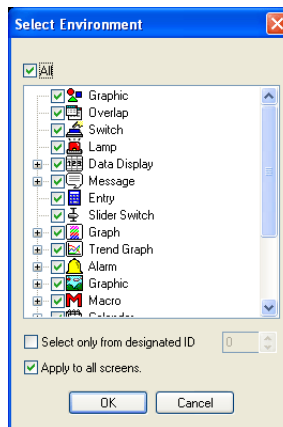 Select Environment
All
Graphic
Overlap
Switch
Lamp
Data Display
Message
Entry
Slider Switch
Graph
Trend Graph
Alarm
Graphic
Macro
Calendar
Select only from designated ID
0
Apply to all screens.
OK
Cancel